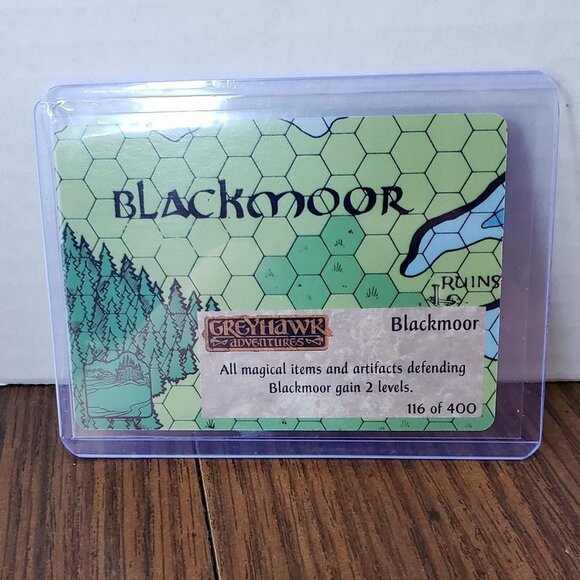 BLACKMOOR
RUINS
GREYHAWK
ADVENTURES
Blackmoor
All magical items and artifacts defending
Blackmoor gain 2 levels.
116 of 400